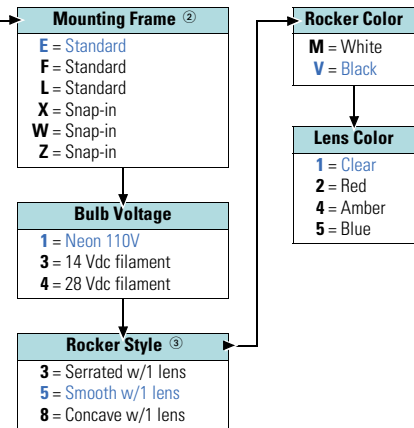 Mounting Frame ②
E = Standard
F = Standard
L = Standard
X = Snap-in
W = Snap-in
Z = Snap-in
Bulb Voltage
1 = Neon 110V
3 = 14 Vdc filament
4 = 28 Vdc filament
Rocker Style ③
3 = Serrated w/1 lens
5 = Smooth w/1 lens
8 = Concave w/1 lens
Rocker Color
M = White
V = Black
Lens Color
1 = Clear
2 = Red
4 = Amber
5 = Blue